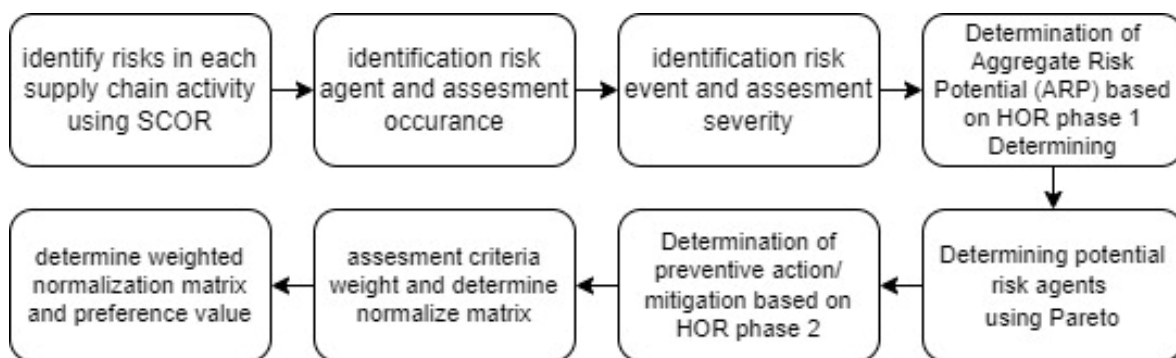 identify risks in each
supply chain activity
using SCOR
identification risk
agent and assesment
occurance
identification risk
event and assesment
severity
Determination of
Aggregate Risk
Potential (ARP) based
on HOR phase 1
Determining
Determining potential
risk agents
using Pareto
Determination of
preventive action/
mitigation based on
HOR phase 2
assesment criteria
weight and determine
normalize matrix
determine weighted
normalization matrix
and preference value